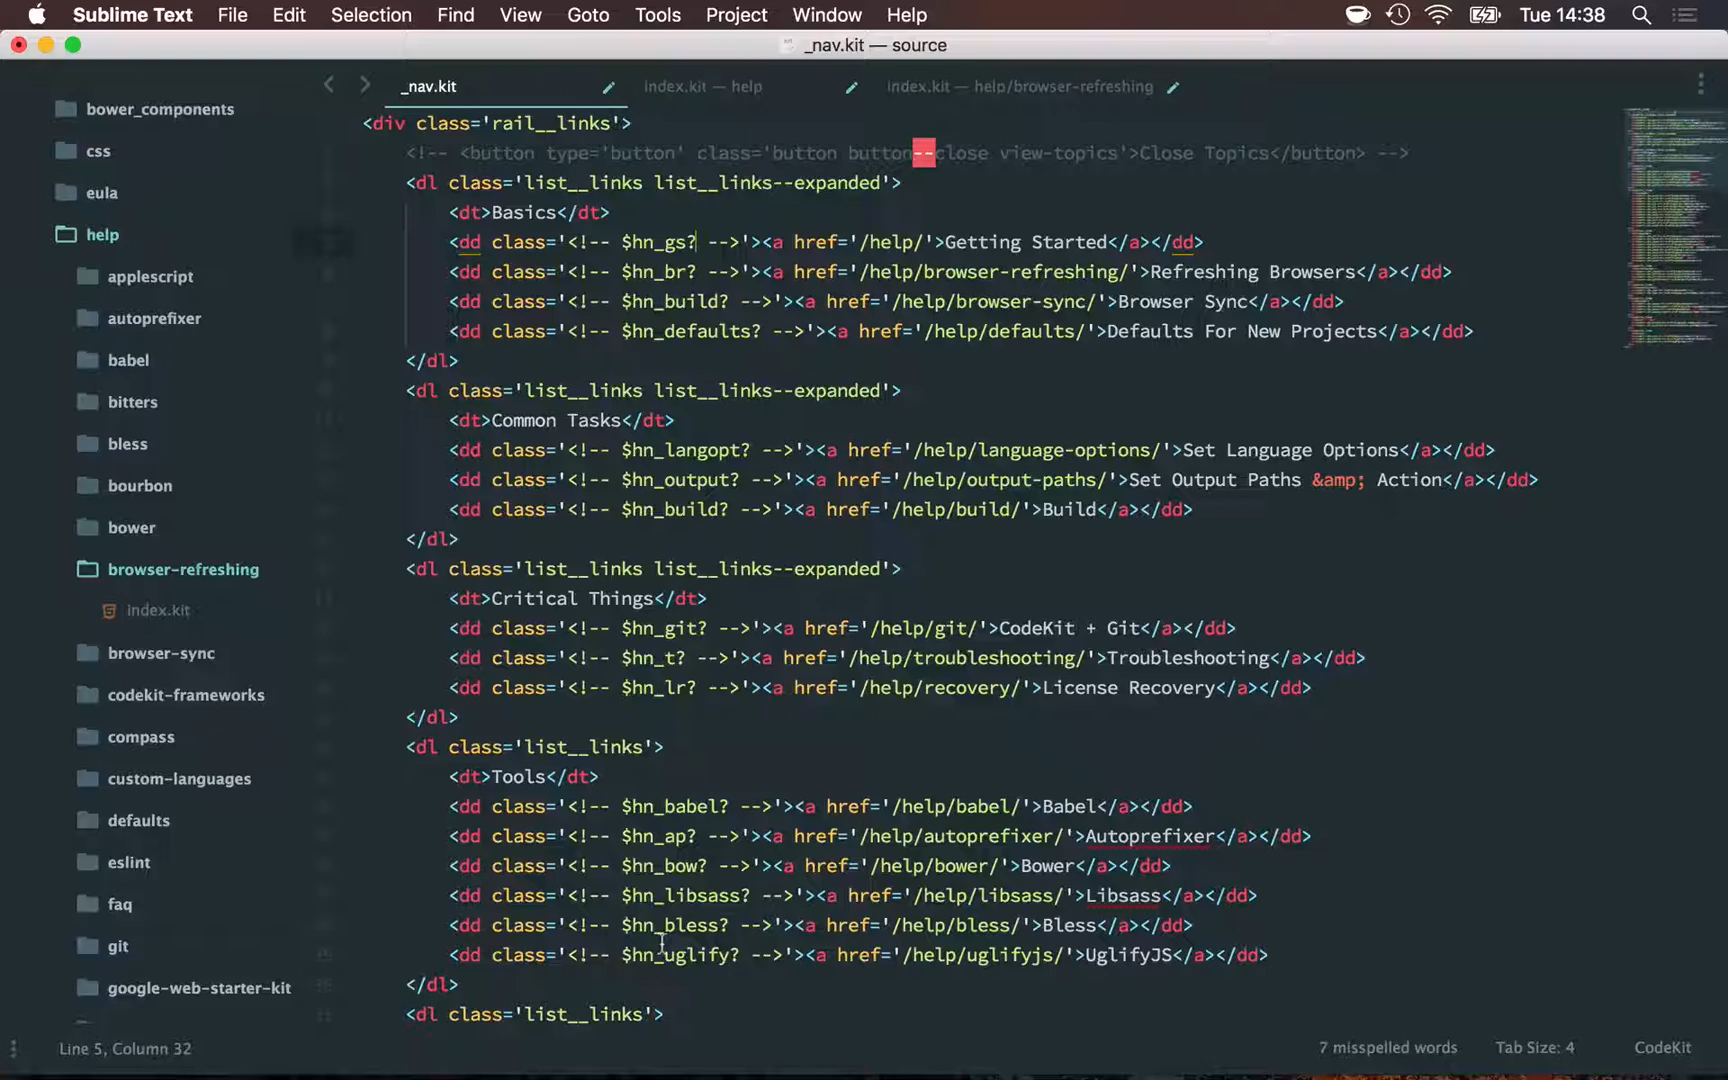 Sublime Text File Edit Selection Find View Goto Tools Project Window Help Tue 14:38
_nav.kit — source
_nav.kit index.kit — help index.kit — help/browser-refreshing
bower_components
css
eula
help
applescript
autoprefixer
babel
bitters
bless
bourbon
bower
browser-refreshing
index.kit
browser-sync
codekit-frameworks
compass
custom-languages
defaults
eslint
faq
git
google-web-starter-kit
<div class='rail__links'>
<!-- <button type='button' class='button button--close view-topics'>Close Topics</button> -->
<dl class='list__links list__links--expanded'>
<dt>Basics</dt>
<dd class='<!-- $hn_gs? -->'><a href='/help/'>Getting Started</a></dd>
<dd class='<!-- $hn_br? -->'><a href='/help/browser-refreshing/'>Refreshing Browsers</a></dd>
<dd class='<!-- $hn_build? -->'><a href='/help/browser-sync/'>Browser Sync</a></dd>
<dd class='<!-- $hn_defaults? -->'><a href='/help/defaults/'>Defaults For New Projects</a></dd>
</dl>
<dl class='list__links list__links--expanded'>
<dt>Common Tasks</dt>
<dd class='<!-- $hn_langopt? -->'><a href='/help/language-options/'>Set Language Options</a></dd>
<dd class='<!-- $hn_output? -->'><a href='/help/output-paths/'>Set Output Paths &amp; Action</a></dd>
<dd class='<!-- $hn_build? -->'><a href='/help/build/'>Build</a></dd>
</dl>
<dl class='list__links list__links--expanded'>
<dt>Critical Things</dt>
<dd class='<!-- $hn_git? -->'><a href='/help/git/'>CodeKit + Git</a></dd>
<dd class='<!-- $hn_t? -->'><a href='/help/troubleshooting/'>Troubleshooting</a></dd>
<dd class='<!-- $hn_lr? -->'><a href='/help/recovery/'>License Recovery</a></dd>
</dl>
<dl class='list__links'>
<dt>Tools</dt>
<dd class='<!-- $hn_babel? -->'><a href='/help/babel/'>Babel</a></dd>
<dd class='<!-- $hn_ap? -->'><a href='/help/autoprefixer/'>Autoprefixer</a></dd>
<dd class='<!-- $hn_bow? -->'><a href='/help/bower/'>Bower</a></dd>
<dd class='<!-- $hn_libsass? -->'><a href='/help/libsass/'>Libsass</a></dd>
<dd class='<!-- $hn_bless? -->'><a href='/help/bless/'>Bless</a></dd>
<dd class='<!-- $hn_uglify? -->'><a href='/help/uglifyjs/'>UglifyJS</a></dd>
</dl>
<dl class='list__links'>
Line 5, Column 32 7 misspelled words Tab Size: 4 CodeKit